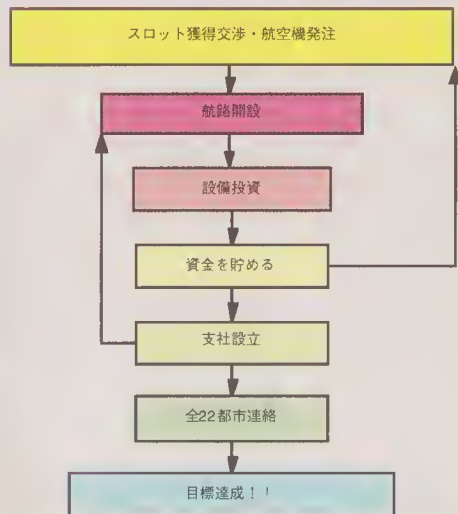 スロット獲得交渉・航空機発注
航路開設
設備投資
資金を貯める
支社設立
全22都市連絡
目標達成！！